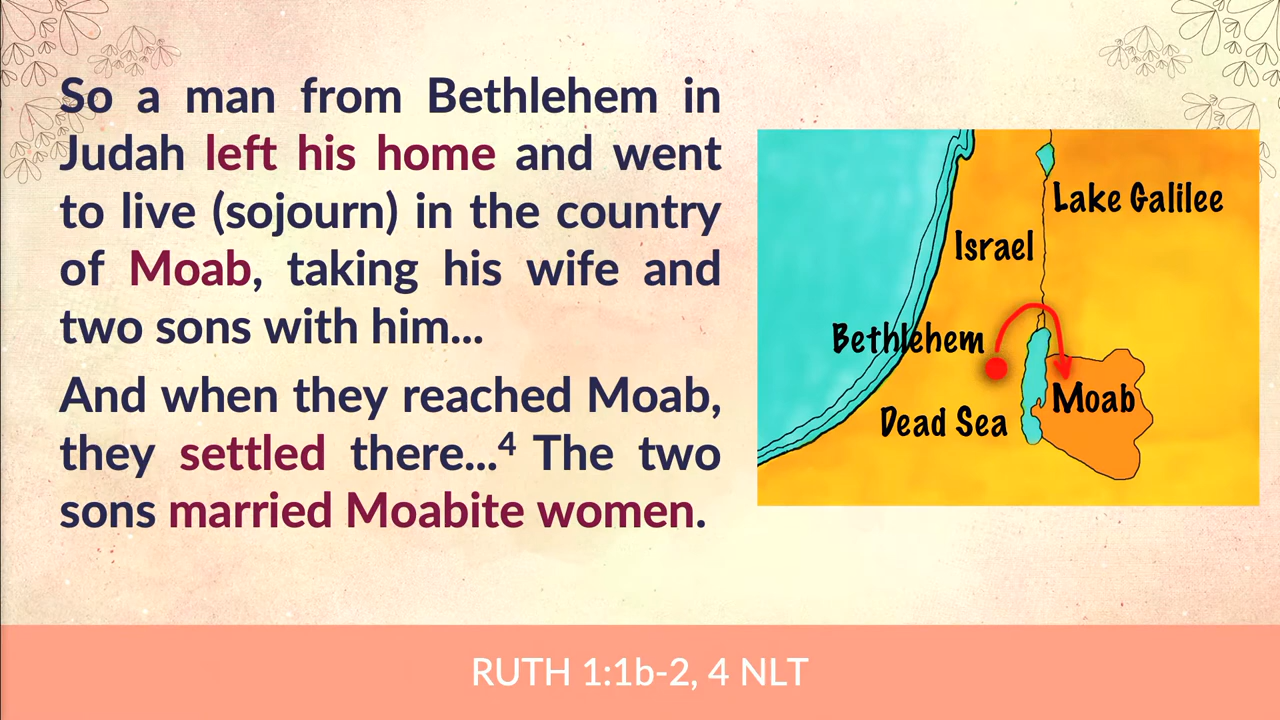 So a man from Bethlehem in
Judah left his home and went
to live (sojourn) in the country
of Moab, taking his wife and
two sons with him...
And when they reached Moab,
they settled there...⁴ The two
sons married Moabite women.
Lake Galilee
Israel
Bethlehem
Moab
Dead Sea
RUTH 1:1b-2, 4 NLT